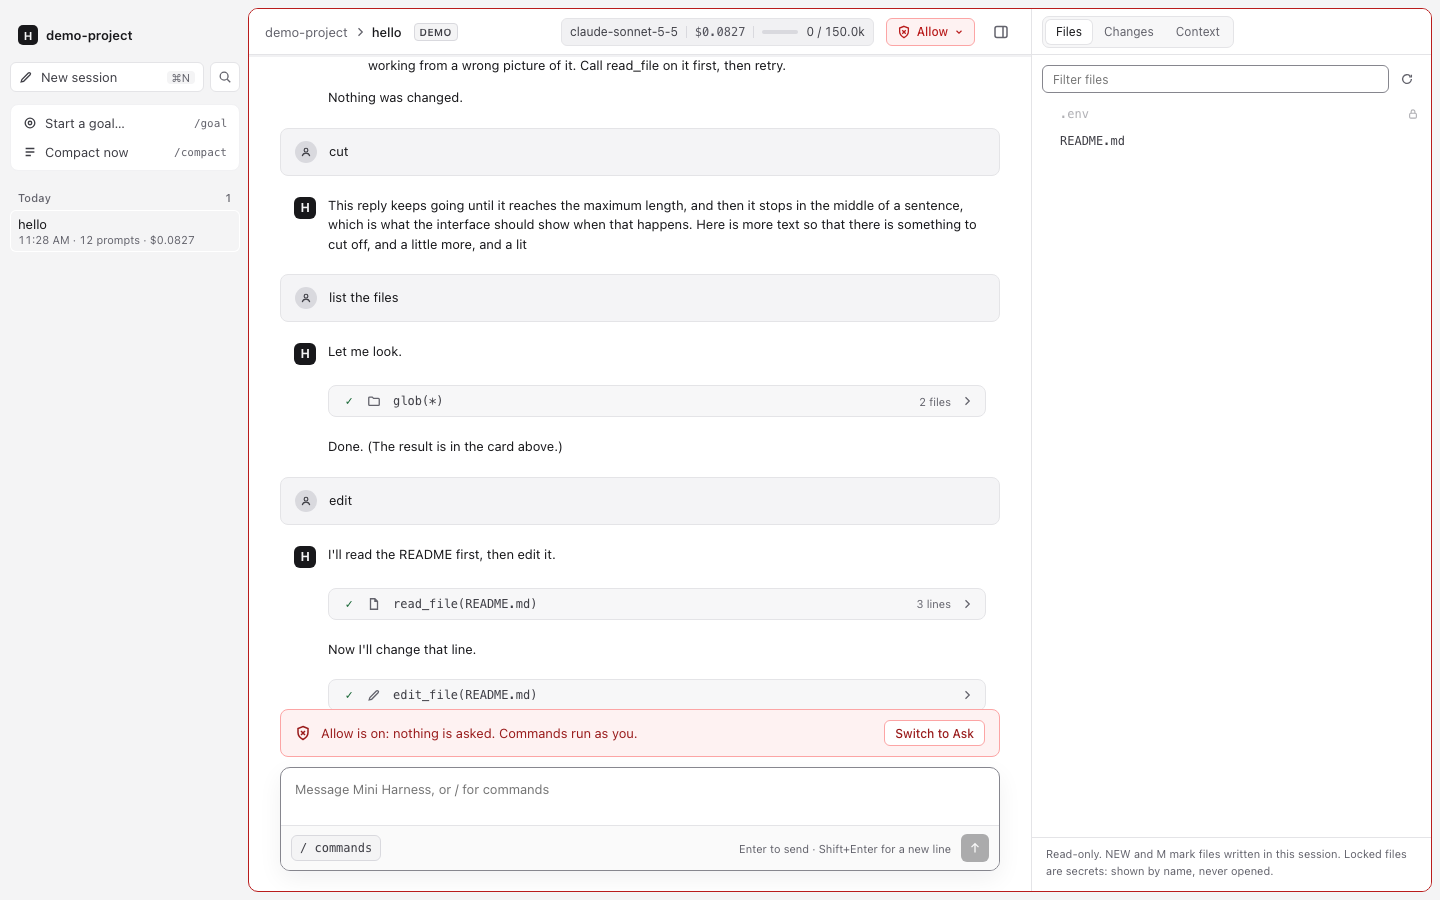 H demo-project
New session ⌘N
Start a goal... /goal
Compact now /compact
Today 1
hello
11:28 AM · 12 prompts · $0.0827
demo-project > hello DEMO
claude-sonnet-5-5 $0.0827 0 / 150.0k
Allow
working from a wrong picture of it. Call read_file on it first, then retry.
Nothing was changed.
cut
H This reply keeps going until it reaches the maximum length, and then it stops in the middle of a sentence,
which is what the interface should show when that happens. Here is more text so that there is something to
cut off, and a little more, and a lit
list the files
H Let me look.
✓ glob(*) 2 files
Done. (The result is in the card above.)
edit
H I'll read the README first, then edit it.
✓ read_file(README.md) 3 lines
Now I'll change that line.
✓ edit_file(README.md)
Allow is on: nothing is asked. Commands run as you. Switch to Ask
Message Mini Harness, or / for commands
/ commands Enter to send · Shift+Enter for a new line
Files Changes Context
Filter files
.env
README.md
Read-only. NEW and M mark files written in this session. Locked files
are secrets: shown by name, never opened.